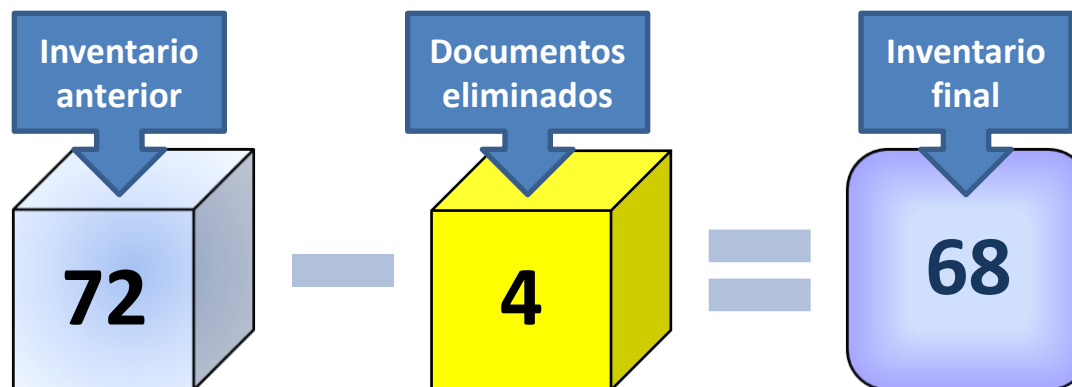 Inventario
anterior
Documentos
eliminados
Inventario
final
72
4
68